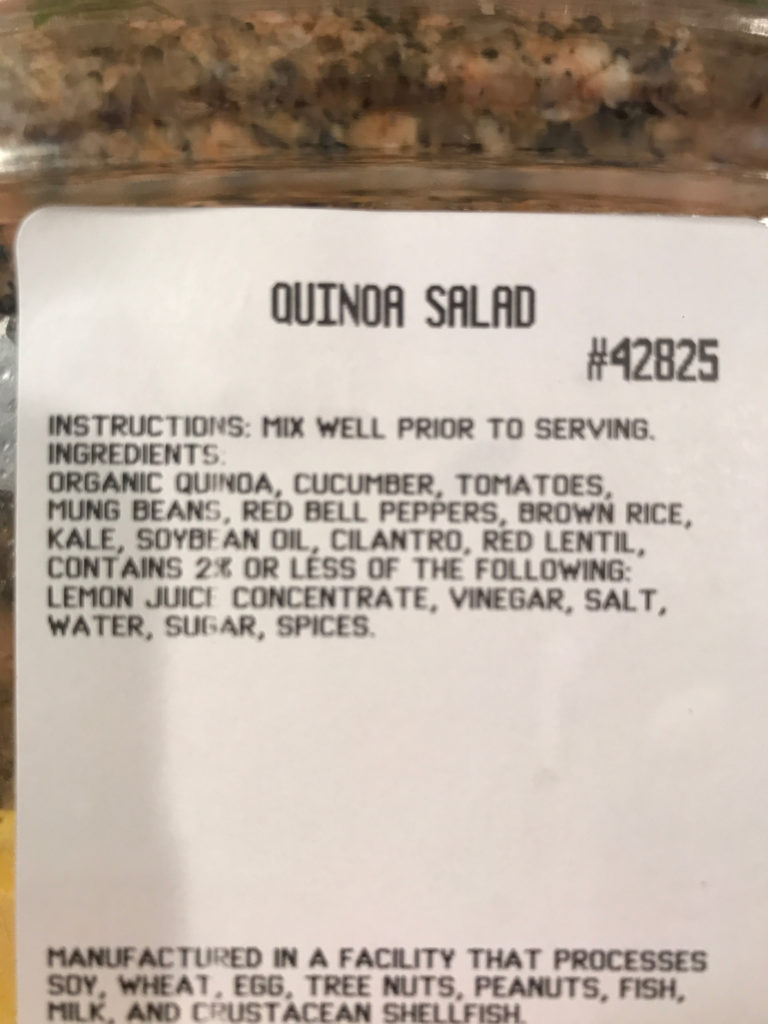 QUINOA SALAD
#42825
INSTRUCTIONS: MIX WELL PRIOR TO SERVING.
INGREDIENTS:
ORGANIC QUINOA, CUCUMBER, TOMATOES,
MUNG BEANS, RED BELL PEPPERS, BROWN RICE,
KALE, SOYBEAN OIL, CILANTRO, RED LENTIL,
CONTAINS 2% OR LESS OF THE FOLLOWING:
LEMON JUICE CONCENTRATE, VINEGAR, SALT,
WATER, SUGAR, SPICES.
MANUFACTURED IN A FACILITY THAT PROCESSES
SOY, WHEAT, EGG, TREE NUTS, PEANUTS, FISH,
MILK, AND CRUSTACEAN SHELLFISH.